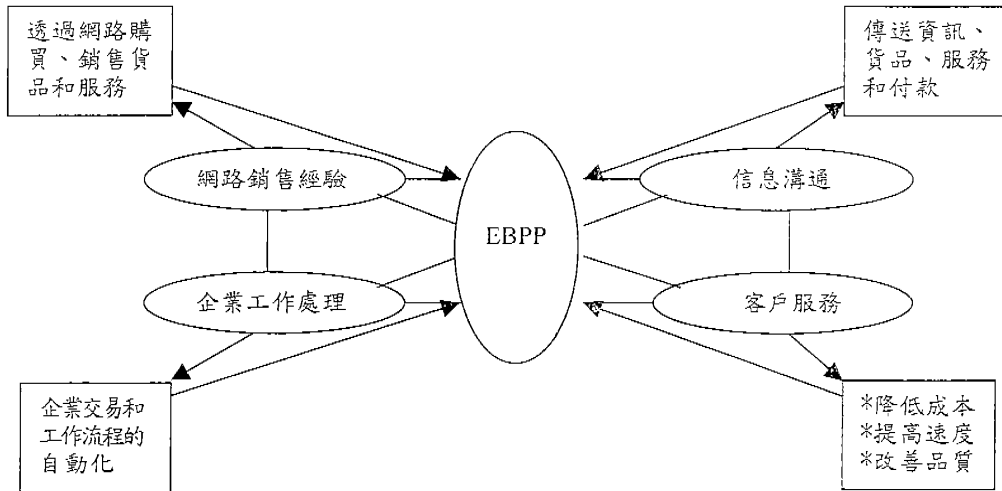 透過網路購
買、銷售貨
品和服務
傳送資訊、
貨品、服務
和付款
網路銷售經驗
信息溝通
EBPP
企業工作處理
客戶服務
企業交易和
工作流程的
自動化
*降低成本
*提高速度
*改善品質